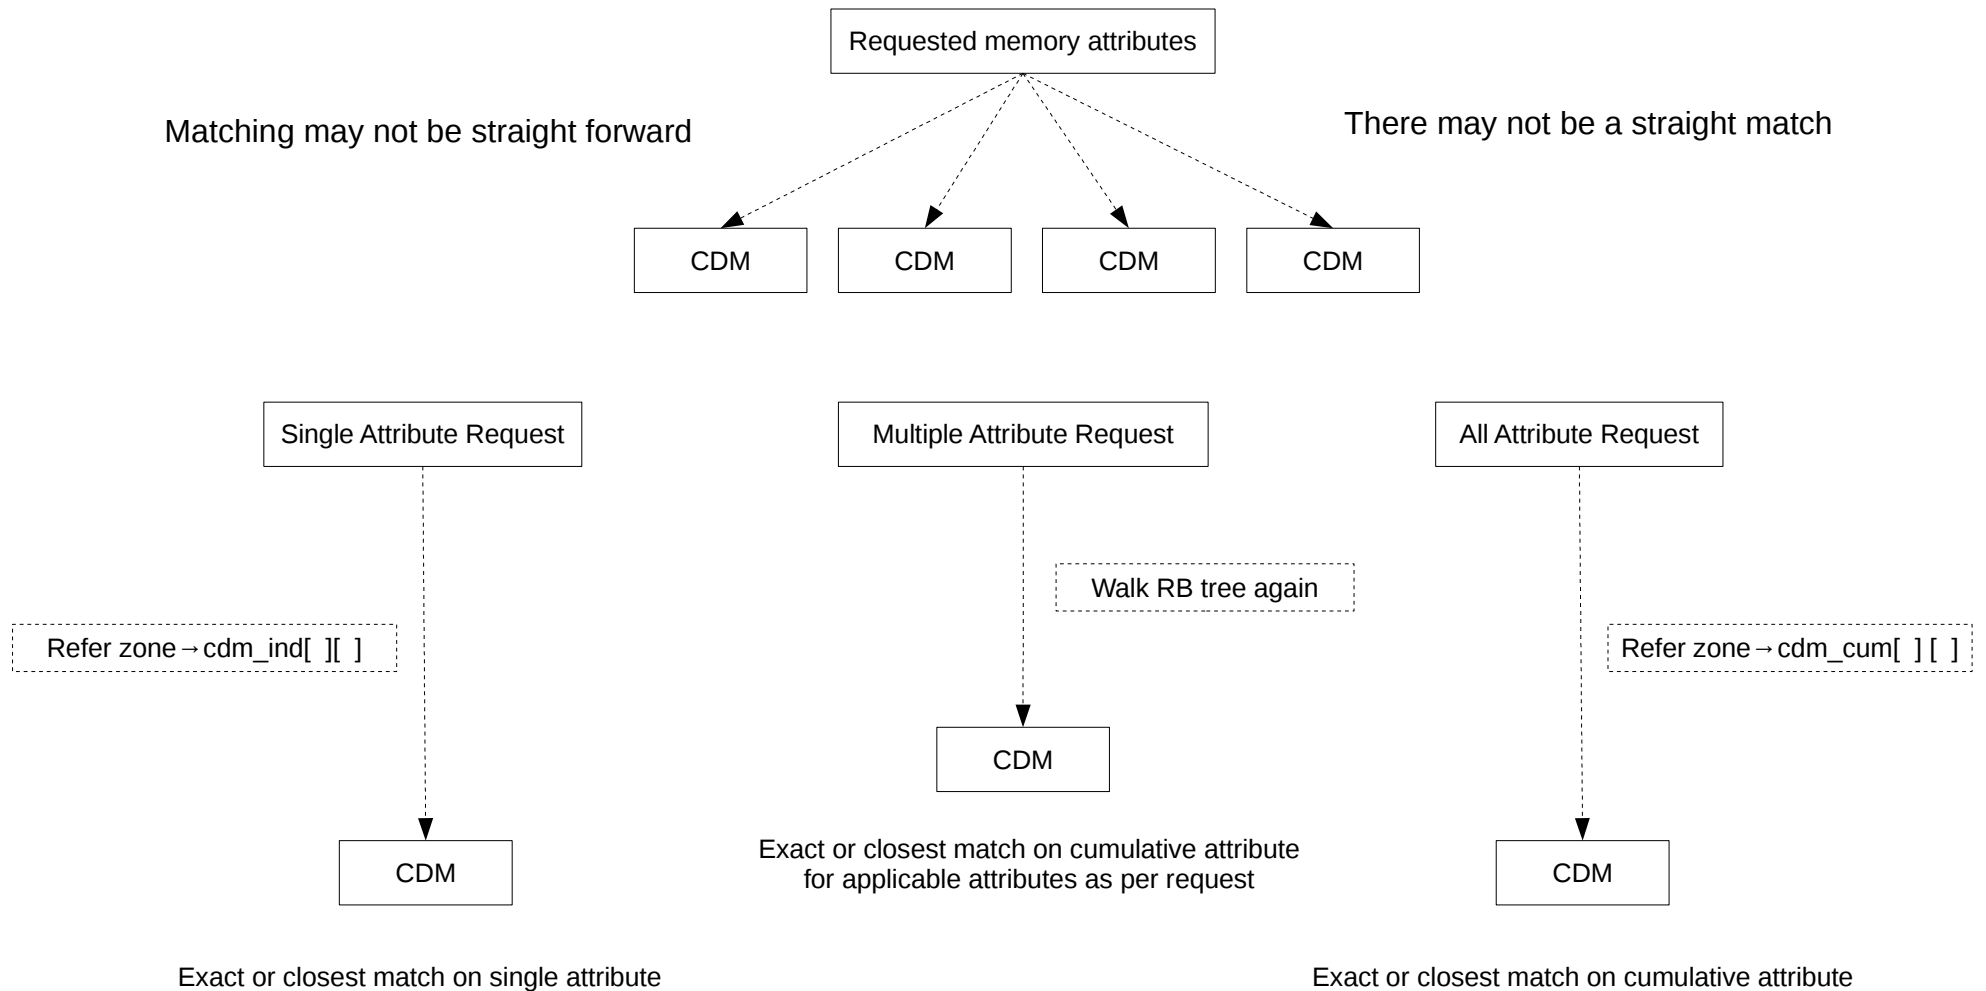 Requested memory attributes
Matching may not be straight forward
There may not be a straight match
CDM
CDM
CDM
CDM
Single Attribute Request
Multiple Attribute Request
All Attribute Request
Walk RB tree again
Refer zone→cdm_ind[  ][  ]
Refer zone→cdm_cum[  ] [  ]
CDM
Exact or closest match on cumulative attribute
for applicable attributes as per request
CDM
CDM
Exact or closest match on single attribute
Exact or closest match on cumulative attribute